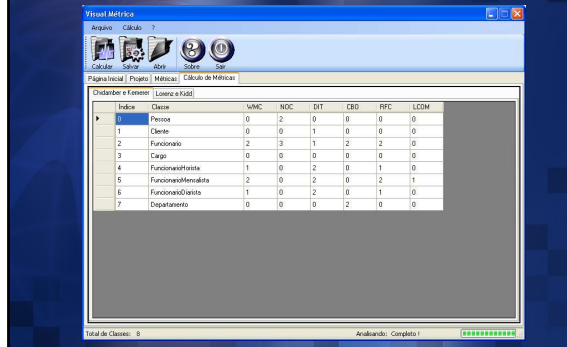 Visual Métrica
Arquivo Cálculo ?
Calcular Salvar Abrir Sobre Sair
Página Inicial Projeto Métricas Cálculo de Métricas
Chidamber e Kemerer Lorenz e Kidd
Índice Classe WMC NOC DIT CBO RFC LCOM
0 Pessoa 0 2 0 0 0 0
1 Cliente 0 0 1 0 0 0
2 Funcionario 2 3 1 2 2 0
3 Cargo 0 0 0 0 0 0
4 FuncionarioHorista 1 0 2 0 1 0
5 FuncionarioMensalista 2 0 2 0 2 1
6 FuncionarioDiarista 1 0 2 0 1 0
7 Departamento 0 0 0 2 0 0
Total de Classes: 8 Analisando: Completo !